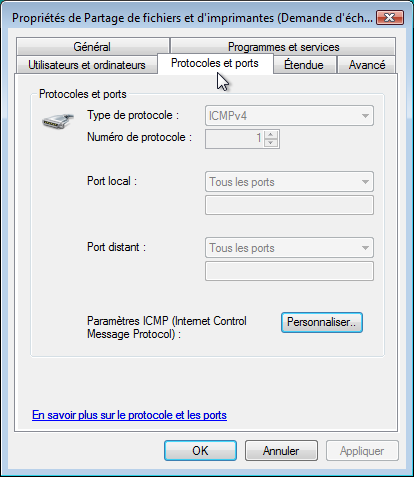 Propriétés de Partage de fichiers et d'imprimantes (Demande d'éch...
Général Programmes et services
Utilisateurs et ordinateurs Protocoles et ports Étendue Avancé
Protocoles et ports
Type de protocole : ICMPv4
Numéro de protocole : 1
Port local : Tous les ports
Port distant : Tous les ports
Paramètres ICMP (Internet Control
Message Protocol) : Personnaliser..
En savoir plus sur le protocole et les ports
OK Annuler Appliquer